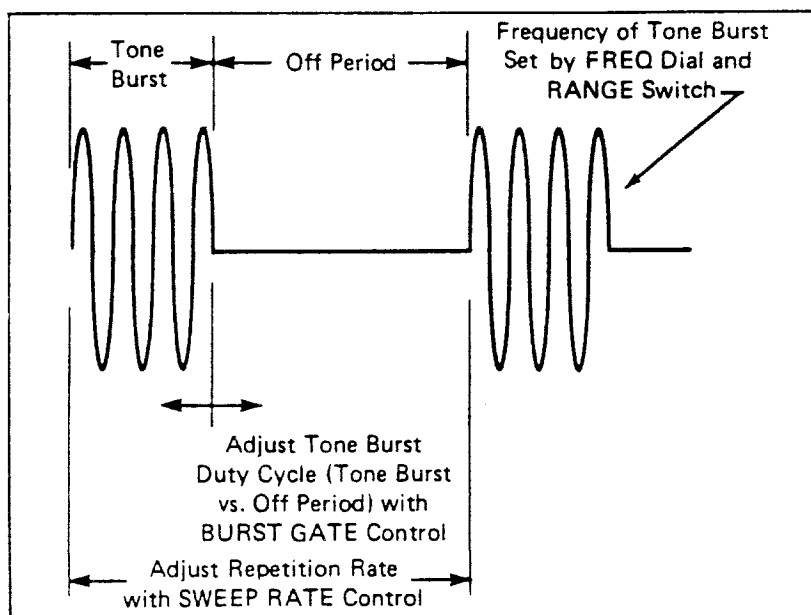 Tone
Burst
Off Period
Frequency of Tone Burst
Set by FREQ Dial and
RANGE Switch
Adjust Tone Burst
Duty Cycle (Tone Burst
vs. Off Period) with
BURST GATE Control
Adjust Repetition Rate
with SWEEP RATE Control